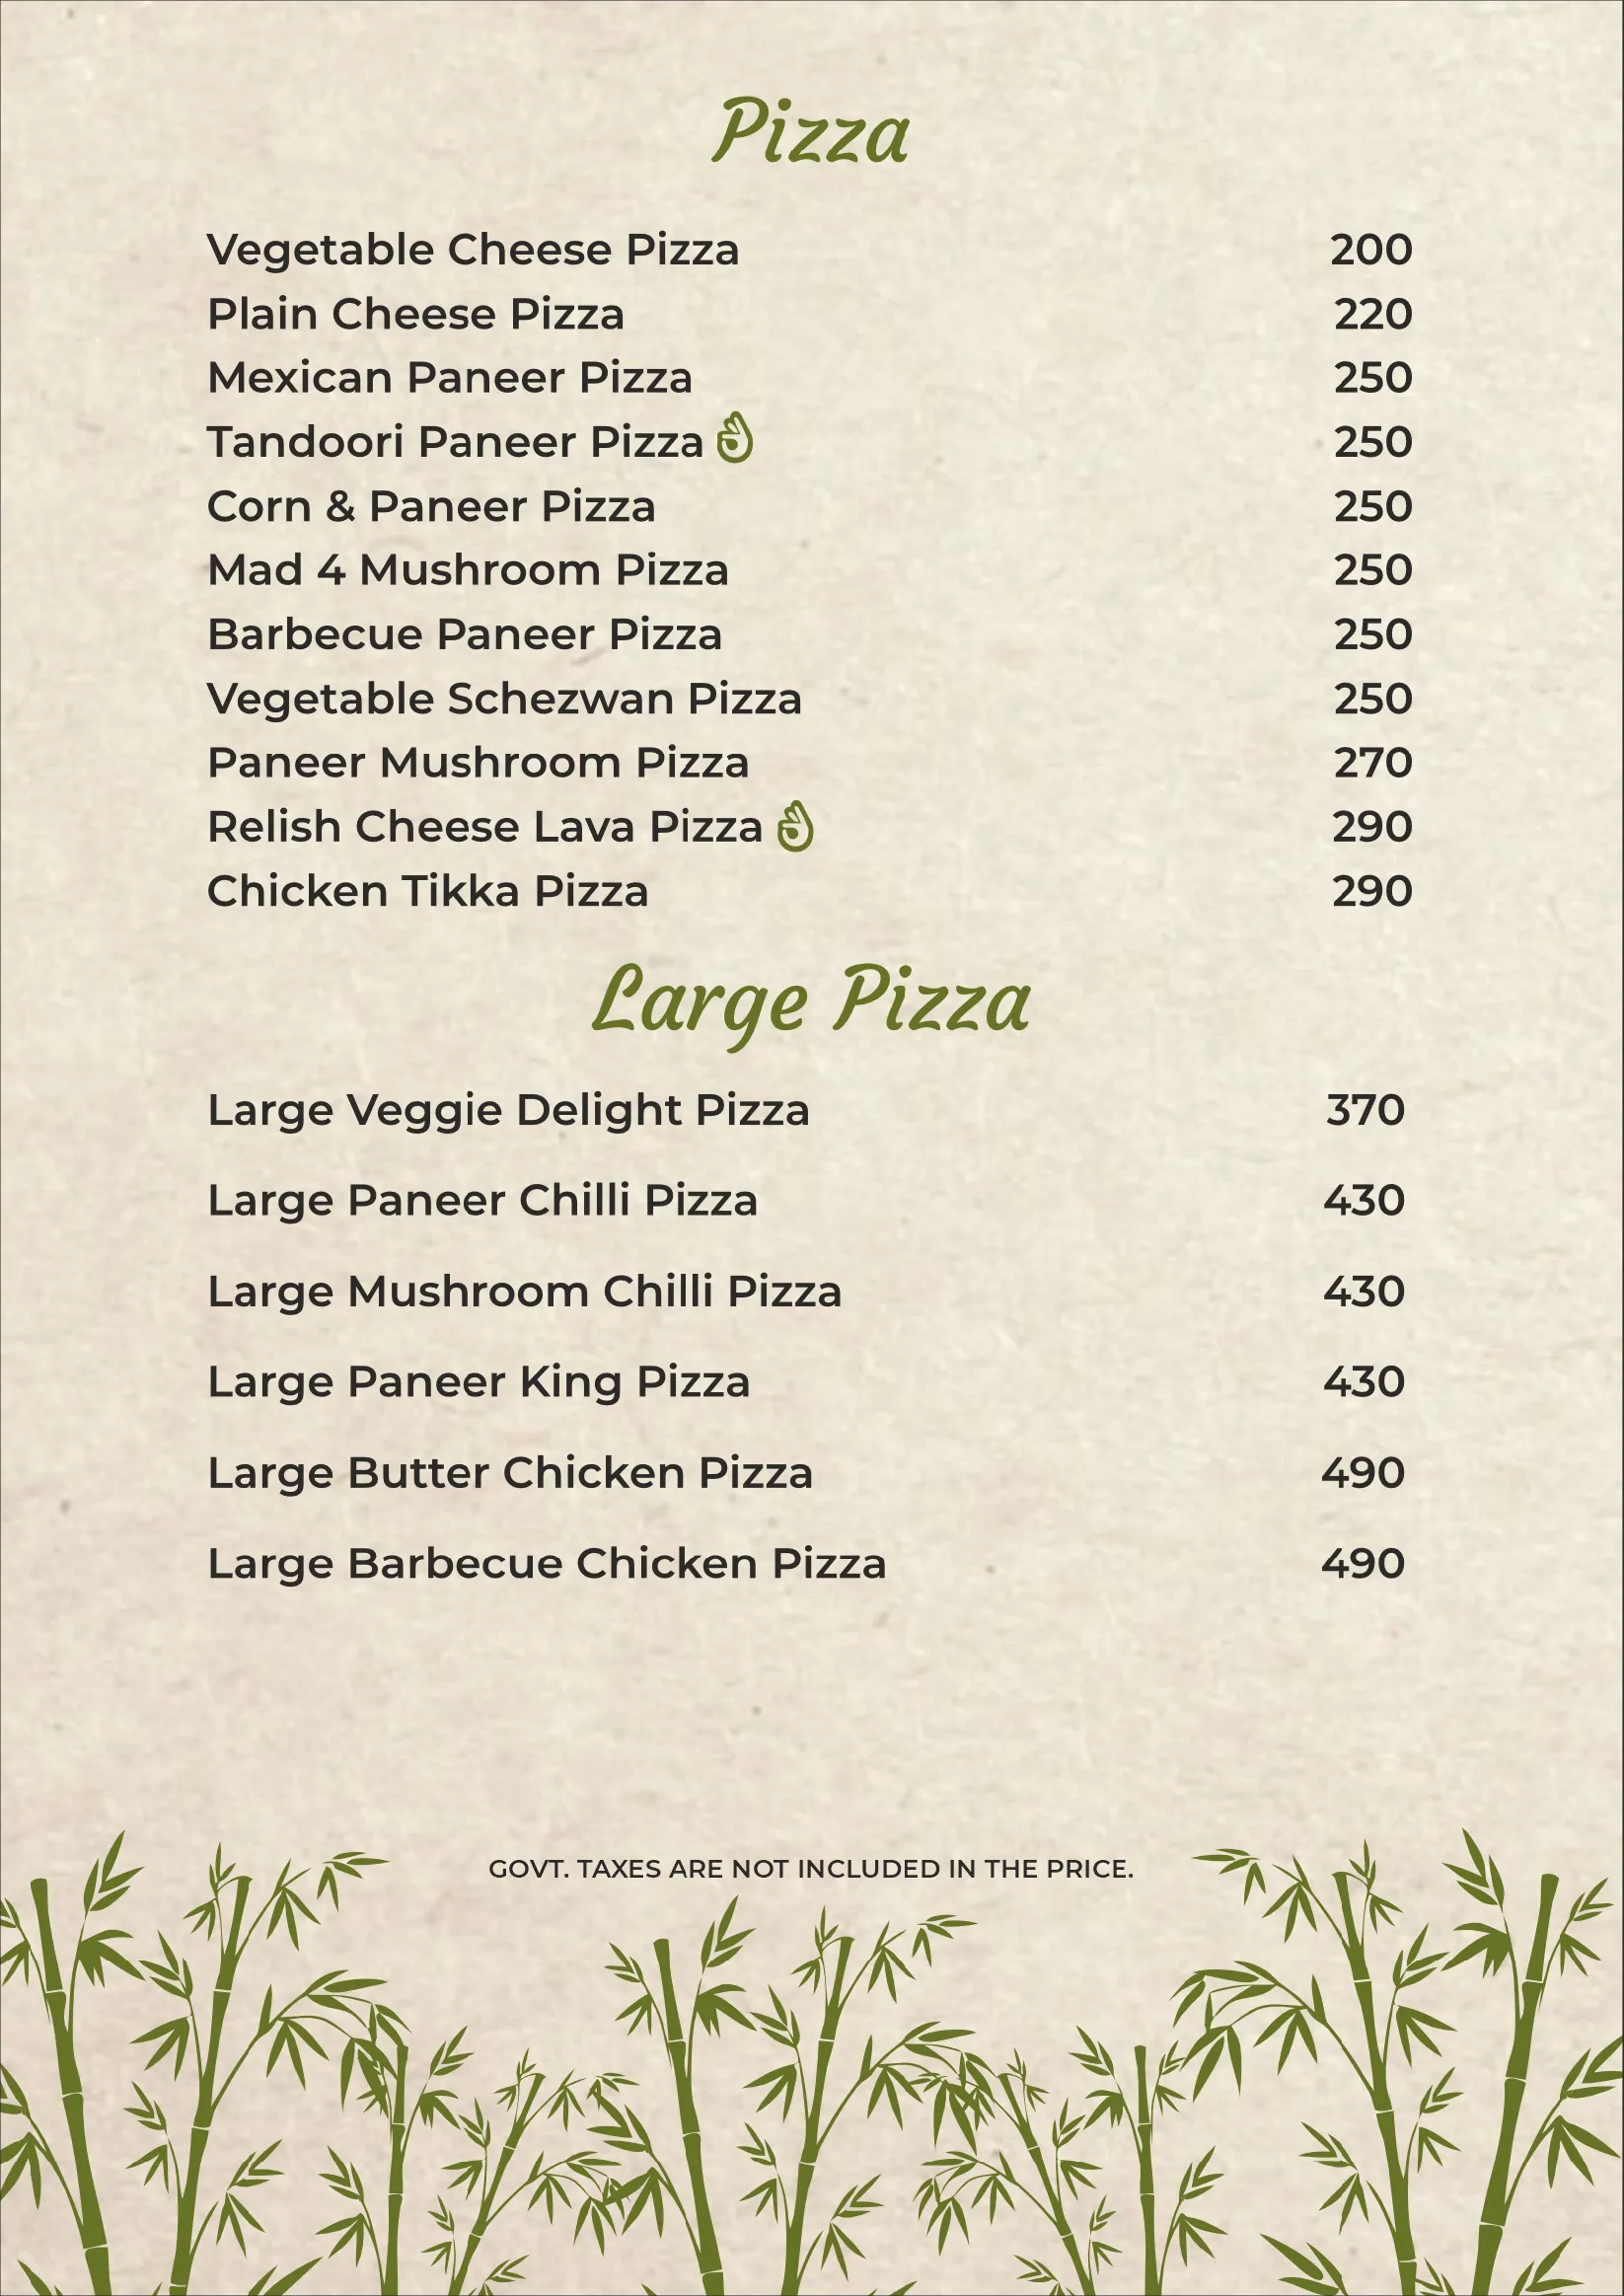 Pizza
Vegetable Cheese Pizza 200
Plain Cheese Pizza 220
Mexican Paneer Pizza 250
Tandoori Paneer Pizza 250
Corn & Paneer Pizza 250
Mad 4 Mushroom Pizza 250
Barbecue Paneer Pizza 250
Vegetable Schezwan Pizza 250
Paneer Mushroom Pizza 270
Relish Cheese Lava Pizza 290
Chicken Tikka Pizza 290
Large Pizza
Large Veggie Delight Pizza 370
Large Paneer Chilli Pizza 430
Large Mushroom Chilli Pizza 430
Large Paneer King Pizza 430
Large Butter Chicken Pizza 490
Large Barbecue Chicken Pizza 490
GOVT. TAXES ARE NOT INCLUDED IN THE PRICE.